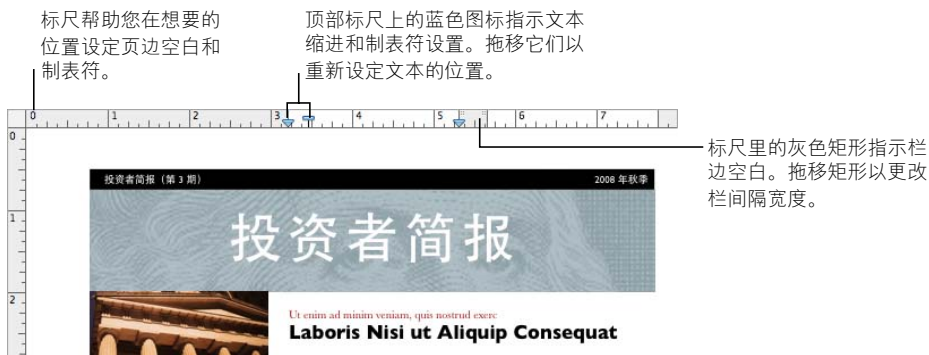 标尺帮助您在想要的
位置设定页边空白和
制表符。
顶部标尺上的蓝色图标指示文本
缩进和制表符设置。拖移它们以
重新设定文本的位置。
0 1 2 3 4 5 6 7
标尺里的灰色矩形指示栏
边空白。拖移矩形以更改
栏间隔宽度。
0
投资者简报（第 3 期） 2008 年秋季
1
投资者简报
2
Ut enim ad minim veniam, quis nostrud exerc
Laboris Nisi ut Aliquip Consequat